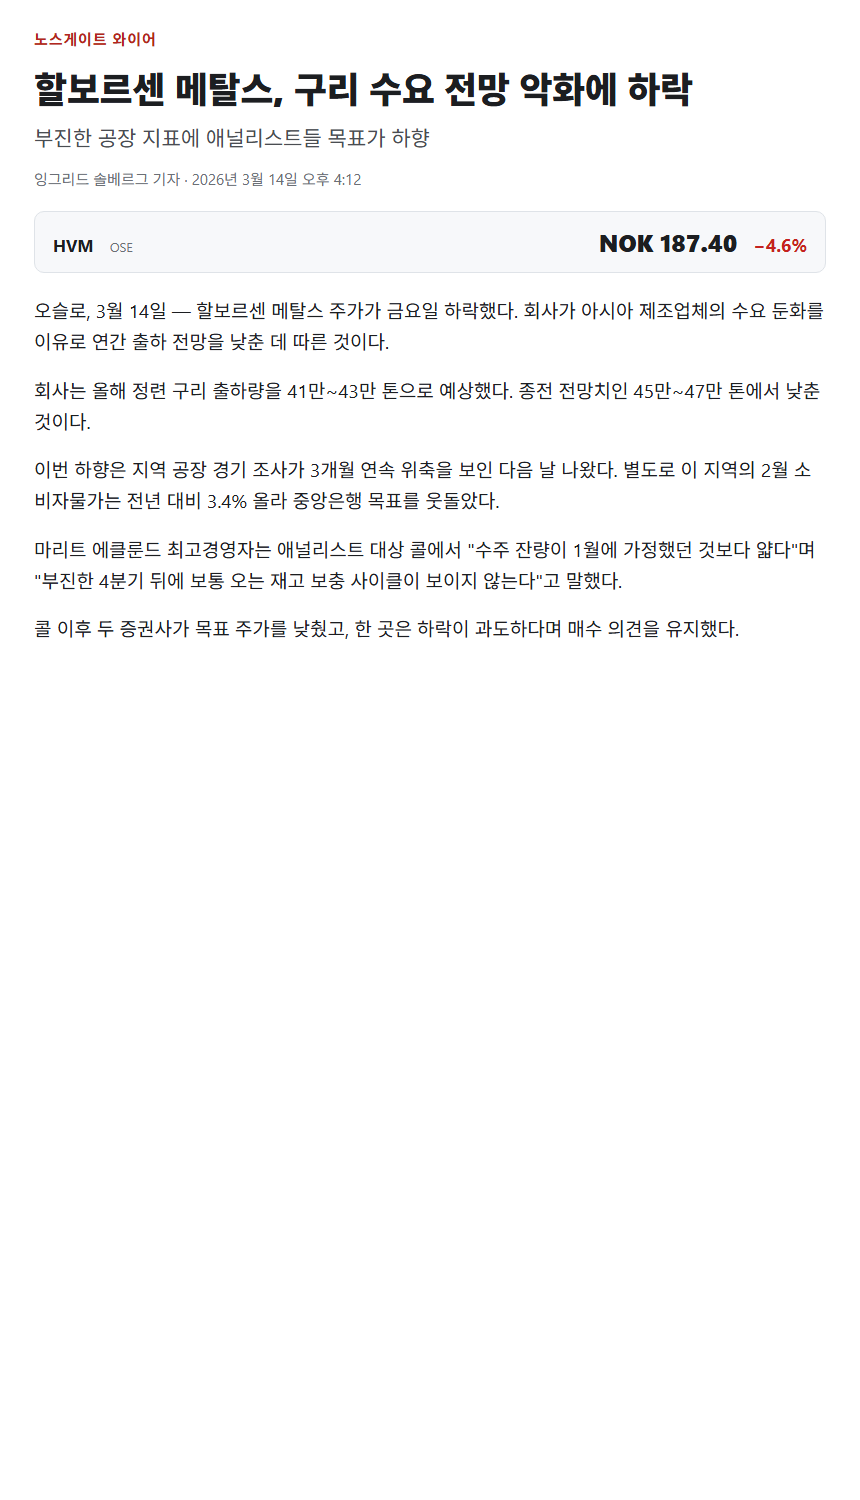 노스게이트 와이어
할보르센 메탈스, 구리 수요 전망 악화에 하락
부진한 공장 지표에 애널리스트들 목표가 하향
잉그리드 솔베르그 기자 · 2026년 3월 14일 오후 4:12
HVM OSE NOK 187.40 −4.6%
오슬로, 3월 14일 — 할보르센 메탈스 주가가 금요일 하락했다. 회사가 아시아 제조업체의 수요 둔화를
이유로 연간 출하 전망을 낮춘 데 따른 것이다.
회사는 올해 정련 구리 출하량을 41만~43만 톤으로 예상했다. 종전 전망치인 45만~47만 톤에서 낮춘
것이다.
이번 하향은 지역 공장 경기 조사가 3개월 연속 위축을 보인 다음 날 나왔다. 별도로 이 지역의 2월 소
비자물가는 전년 대비 3.4% 올라 중앙은행 목표를 웃돌았다.
마리트 에클룬드 최고경영자는 애널리스트 대상 콜에서 "수주 잔량이 1월에 가정했던 것보다 얇다"며
"부진한 4분기 뒤에 보통 오는 재고 보충 사이클이 보이지 않는다"고 말했다.
콜 이후 두 증권사가 목표 주가를 낮췄고, 한 곳은 하락이 과도하다며 매수 의견을 유지했다.